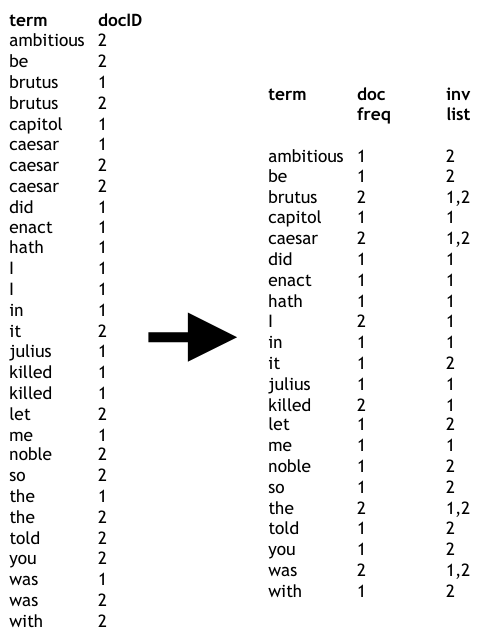 term docID
ambitious 2
be 2
brutus 1
brutus 2
capitol 1
caesar 1
caesar 2
caesar 2
did 1
enact 1
hath 1
I 1
I 1
in 1
it 2
julius 1
killed 1
killed 1
let 2
me 1
noble 2
so 2
the 1
the 2
told 2
you 2
was 1
was 2
with 2
term doc inv
freq list
ambitious 1 2
be 1 2
brutus 2 1,2
capitol 1 1
caesar 2 1,2
did 1 1
enact 1 1
hath 1 1
I 2 1
in 1 1
it 1 2
julius 1 1
killed 2 1
let 1 2
me 1 1
noble 1 2
so 1 2
the 2 1,2
told 1 2
you 1 2
was 2 1,2
with 1 2